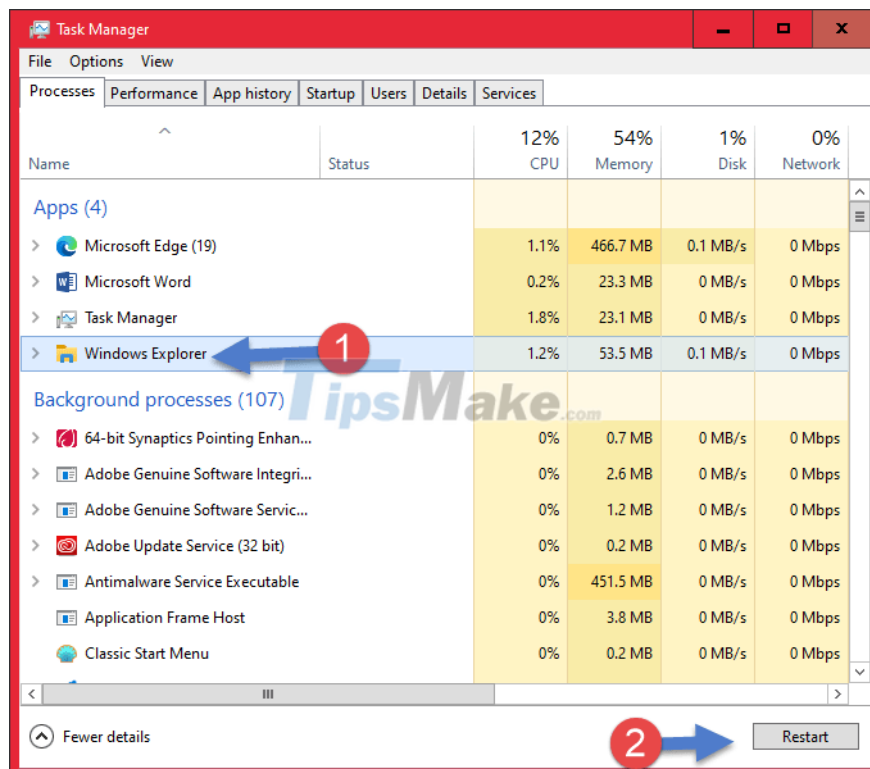 Task Manager
File Options View
Processes Performance App history Startup Users Details Services
12% 54% 1% 0%
Name Status CPU Memory Disk Network
Apps (4)
Microsoft Edge (19) 1.1% 466.7 MB 0.1 MB/s 0 Mbps
Microsoft Word 0.2% 23.3 MB 0 MB/s 0 Mbps
Task Manager 1.8% 23.1 MB 0 MB/s 0 Mbps
Windows Explorer 1.2% 53.5 MB 0.1 MB/s 0 Mbps
1
TipsMake.com
Background processes (107)
64-bit Synaptics Pointing Enhan... 0% 0.7 MB 0 MB/s 0 Mbps
Adobe Genuine Software Integri... 0% 2.6 MB 0 MB/s 0 Mbps
Adobe Genuine Software Servic... 0% 1.2 MB 0 MB/s 0 Mbps
Adobe Update Service (32 bit) 0% 0.2 MB 0 MB/s 0 Mbps
Antimalware Service Executable 0% 451.5 MB 0 MB/s 0 Mbps
Application Frame Host 0% 3.8 MB 0 MB/s 0 Mbps
Classic Start Menu 0% 0.2 MB 0 MB/s 0 Mbps
Fewer details 2 Restart